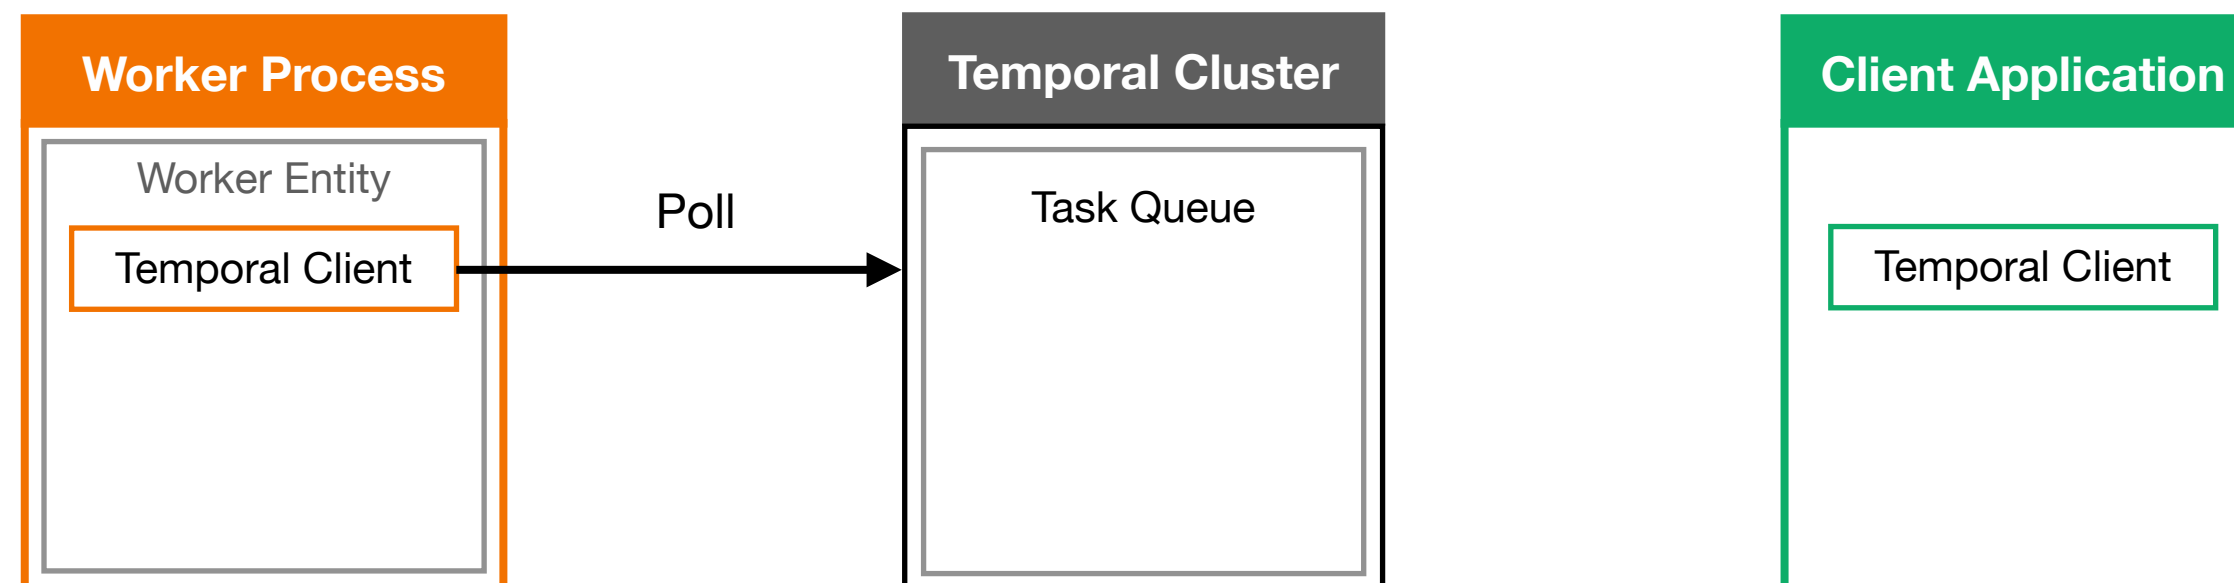 Worker Process
Worker Entity
Temporal Client
Poll
Temporal Cluster
Task Queue
Client Application
Temporal Client